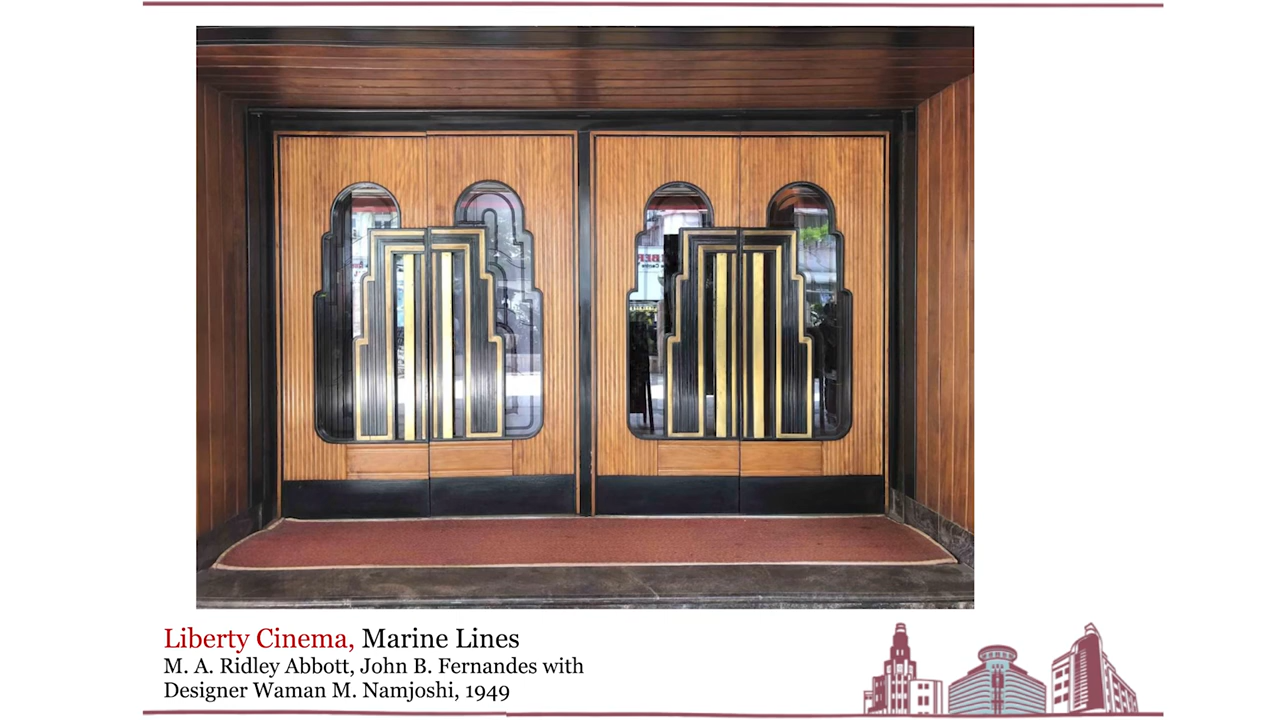 Liberty Cinema, Marine Lines
M. A. Ridley Abbott, John B. Fernandes with
Designer Waman M. Namjoshi, 1949